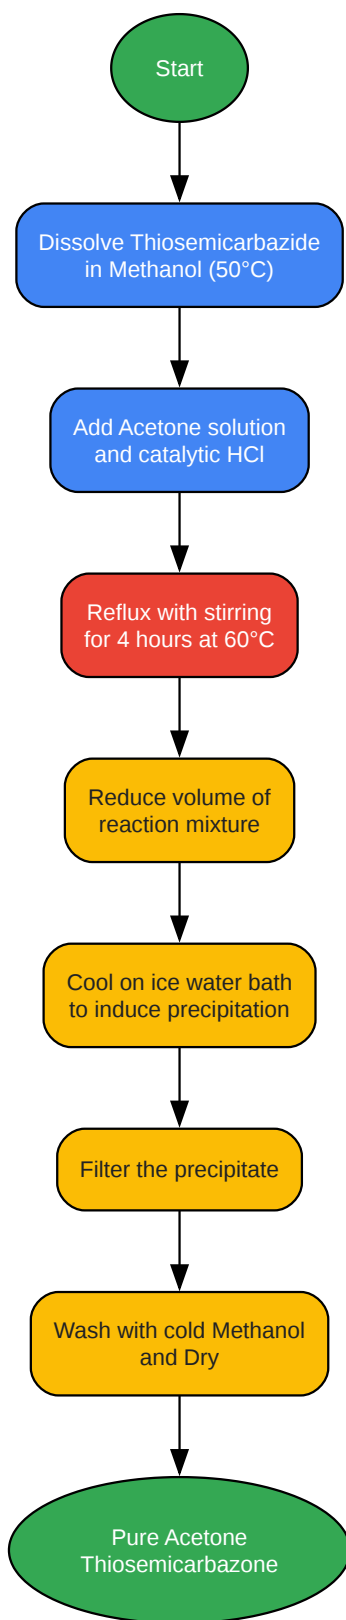 Start
Dissolve Thiosemicarbazide
in Methanol (50°C)
Add Acetone solution
and catalytic HCl
Reflux with stirring
for 4 hours at 60°C
Reduce volume of
reaction mixture
Cool on ice water bath
to induce precipitation
Filter the precipitate
Wash with cold Methanol
and Dry
Pure Acetone
Thiosemicarbazone